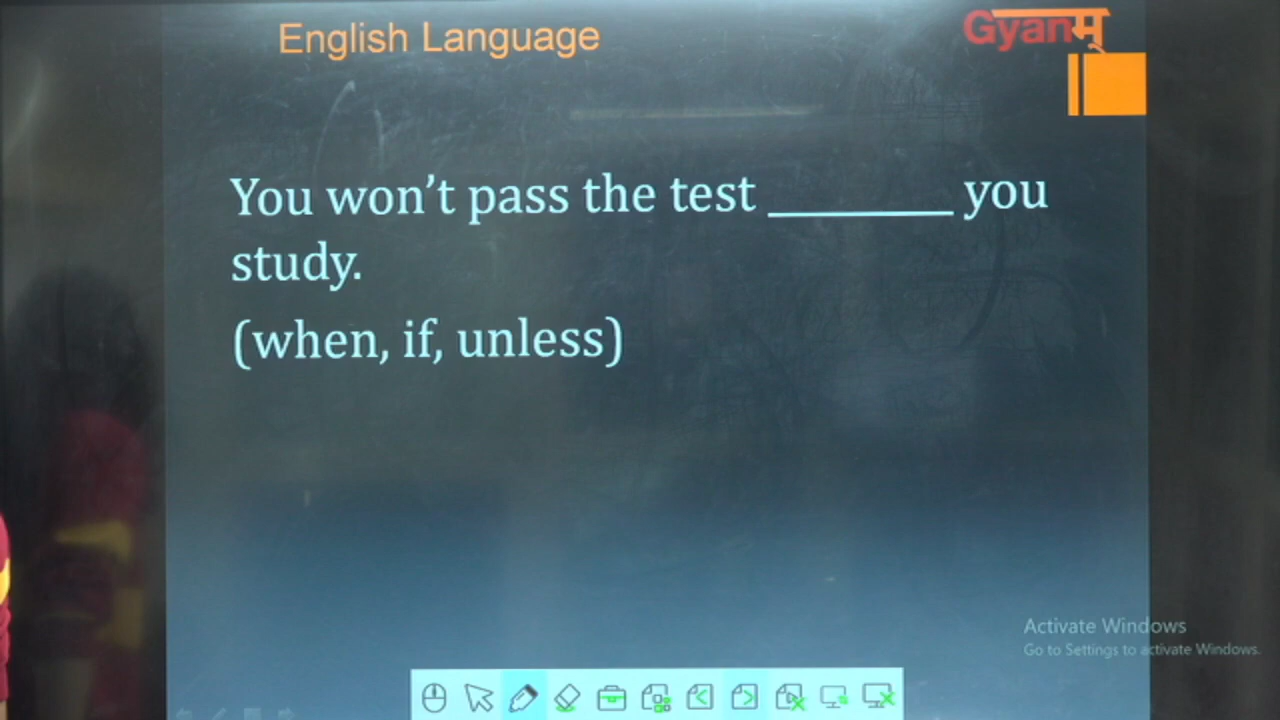 English Language
Gyanम्
You won't pass the test ________ you
study.
(when, if, unless)
Activate Windows
Go to Settings to activate Windows.